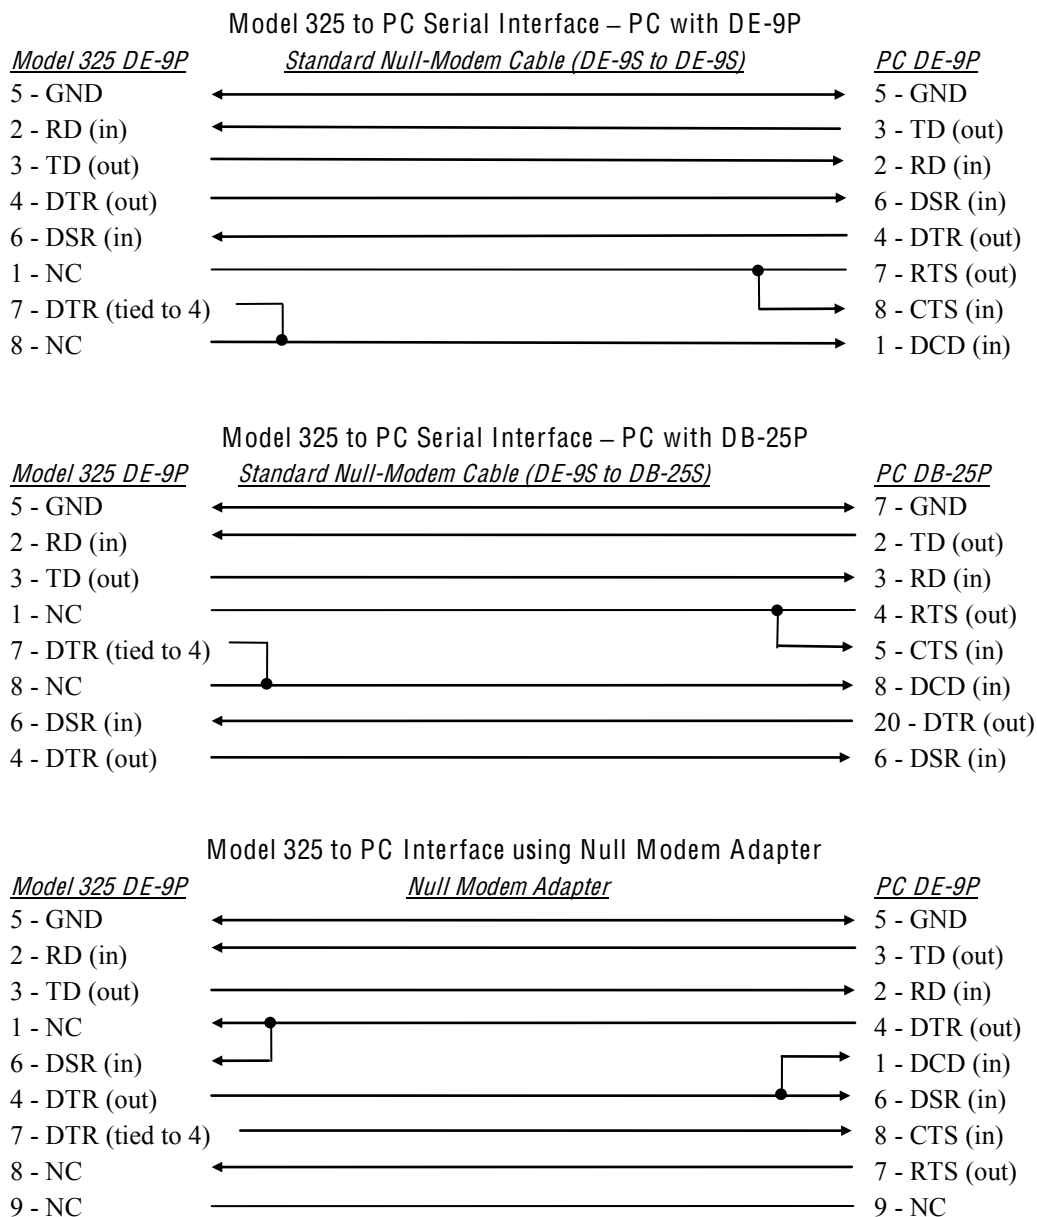 Model 325 to PC Serial Interface – PC with DE-9P
Model 325 DE-9P Standard Null-Modem Cable (DE-9S to DE-9S) PC DE-9P
5 - GND 5 - GND
2 - RD (in) 3 - TD (out)
3 - TD (out) 2 - RD (in)
4 - DTR (out) 6 - DSR (in)
6 - DSR (in) 4 - DTR (out)
1 - NC 7 - RTS (out)
7 - DTR (tied to 4) 8 - CTS (in)
8 - NC 1 - DCD (in)
Model 325 to PC Serial Interface – PC with DB-25P
Model 325 DE-9P Standard Null-Modem Cable (DE-9S to DB-25S) PC DB-25P
5 - GND 7 - GND
2 - RD (in) 2 - TD (out)
3 - TD (out) 3 - RD (in)
1 - NC 4 - RTS (out)
7 - DTR (tied to 4) 5 - CTS (in)
8 - NC 8 - DCD (in)
6 - DSR (in) 20 - DTR (out)
4 - DTR (out) 6 - DSR (in)
Model 325 to PC Interface using Null Modem Adapter
Model 325 DE-9P Null Modem Adapter PC DE-9P
5 - GND 5 - GND
2 - RD (in) 3 - TD (out)
3 - TD (out) 2 - RD (in)
1 - NC 4 - DTR (out)
6 - DSR (in) 1 - DCD (in)
4 - DTR (out) 6 - DSR (in)
7 - DTR (tied to 4) 8 - CTS (in)
8 - NC 7 - RTS (out)
9 - NC 9 - NC